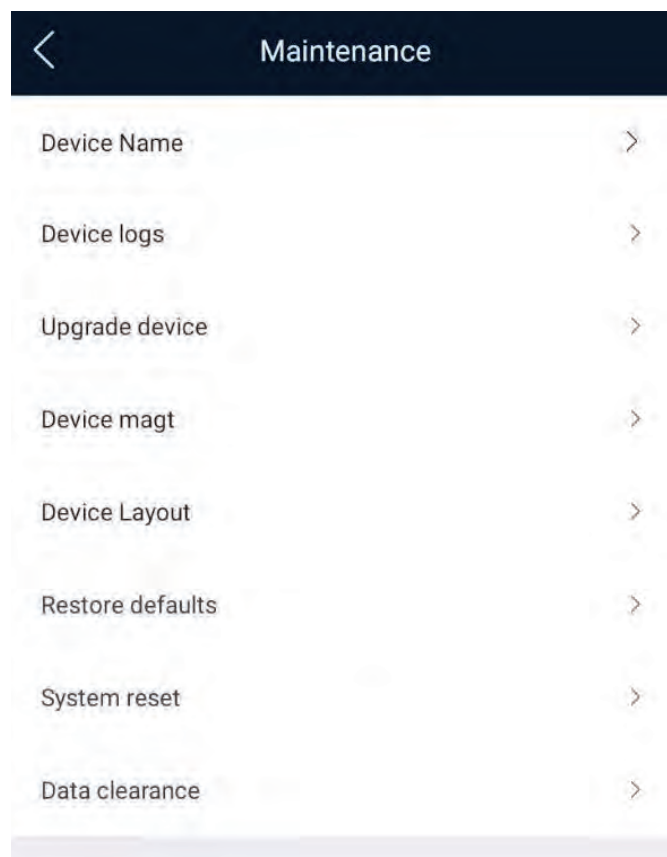 Maintenance
Device Name
Device logs
Upgrade device
Device magt
Device Layout
Restore defaults
System reset
Data clearance